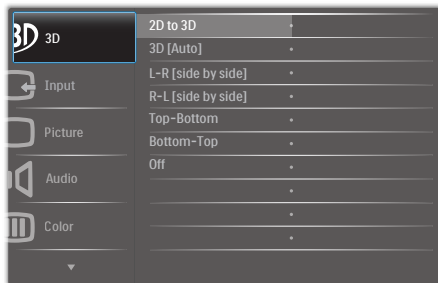 3D 3D
Input
Picture
Audio
Color
2D to 3D
3D [Auto]
L-R [side by side]
R-L [side by side]
Top-Bottom
Bottom-Top
Off